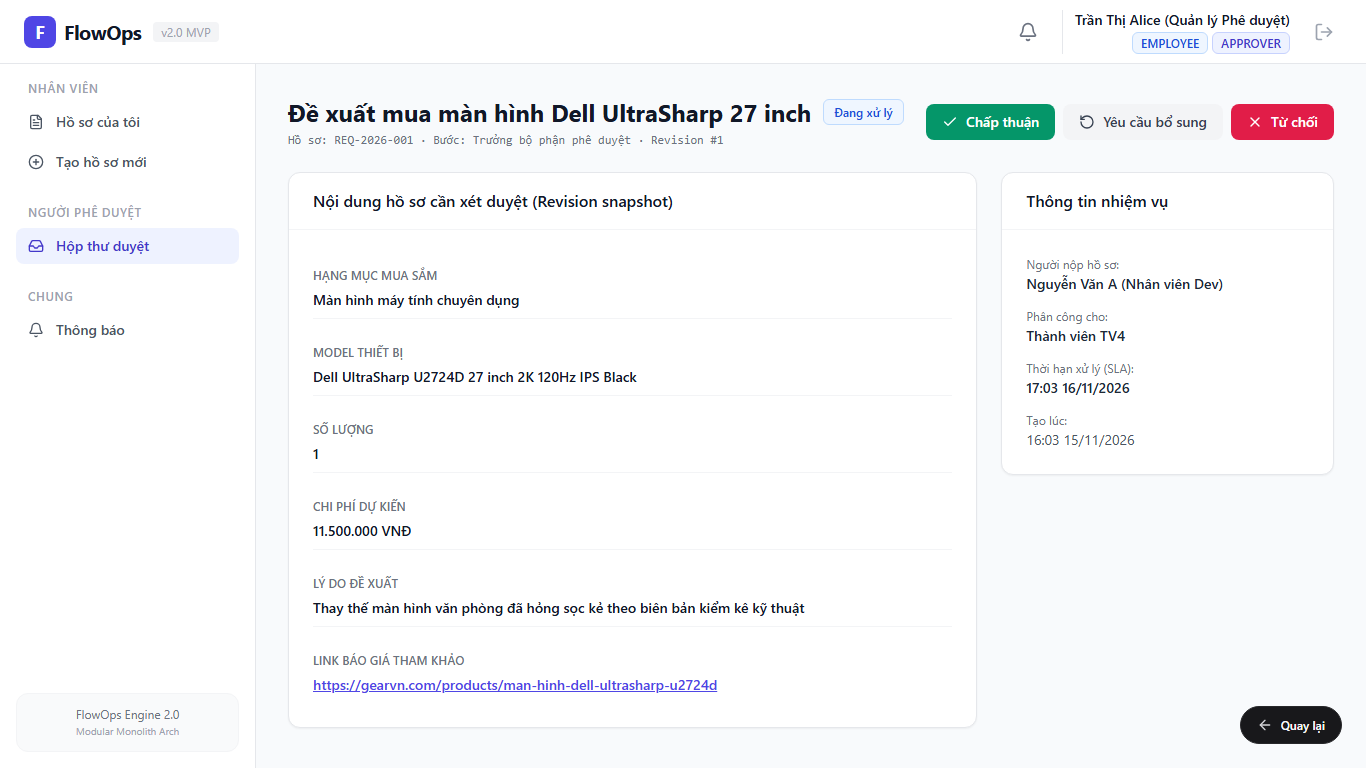 F FlowOps v2.0 MVP
Trần Thị Alice (Quản lý Phê duyệt)
EMPLOYEE APPROVER
NHÂN VIÊN
Hồ sơ của tôi
Tạo hồ sơ mới
NGƯỜI PHÊ DUYỆT
Hộp thư duyệt
CHUNG
Thông báo
FlowOps Engine 2.0
Modular Monolith Arch
Đề xuất mua màn hình Dell UltraSharp 27 inch Đang xử lý
Hồ sơ: REQ-2026-001 · Bước: Trưởng bộ phận phê duyệt · Revision #1
Chấp thuận Yêu cầu bổ sung Từ chối
Nội dung hồ sơ cần xét duyệt (Revision snapshot)
HẠNG MỤC MUA SẮM
Màn hình máy tính chuyên dụng
MODEL THIẾT BỊ
Dell UltraSharp U2724D 27 inch 2K 120Hz IPS Black
SỐ LƯỢNG
1
CHI PHÍ DỰ KIẾN
11.500.000 VNĐ
LÝ DO ĐỀ XUẤT
Thay thế màn hình văn phòng đã hỏng sọc kẻ theo biên bản kiểm kê kỹ thuật
LINK BÁO GIÁ THAM KHẢO
https://gearvn.com/products/man-hinh-dell-ultrasharp-u2724d
Thông tin nhiệm vụ
Người nộp hồ sơ:
Nguyễn Văn A (Nhân viên Dev)
Phân công cho:
Thành viên TV4
Thời hạn xử lý (SLA):
17:03 16/11/2026
Tạo lúc:
16:03 15/11/2026
Quay lại